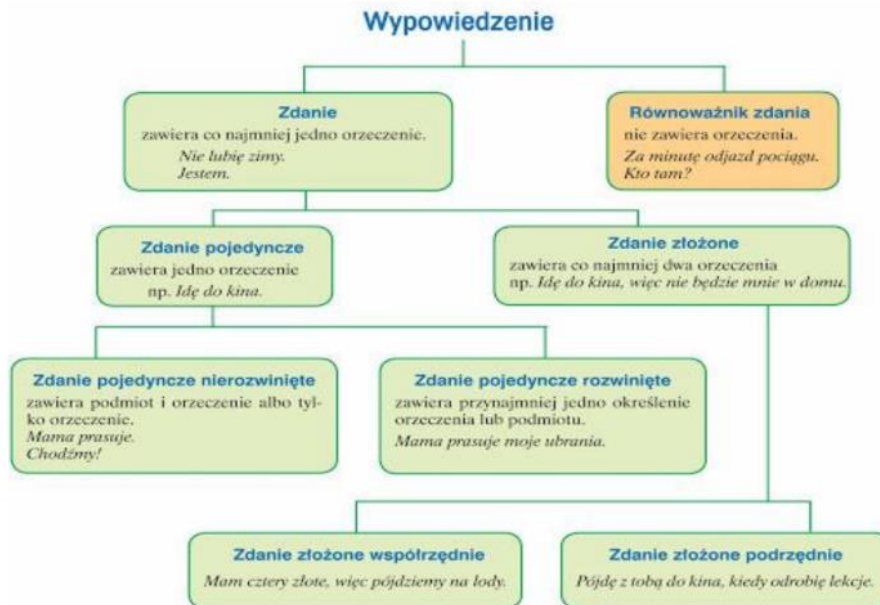 Wypowiedzenie
Zdanie
zawiera co najmniej jedno orzeczenie.
Nie lubię zimy.
Jestem.
Równoważnik zdania
nie zawiera orzeczenia.
Za minutę odjazd pociągu.
Kto tam?
Zdanie pojedyncze
zawiera jedno orzeczenie
np. Idę do kina.
Zdanie złożone
zawiera co najmniej dwa orzeczenia
np. Idę do kina, więc nie będzie mnie w domu.
Zdanie pojedyncze nierozwinięte
zawiera podmiot i orzeczenie albo tyl-
ko orzeczenie.
Mama prasuje.
Chodźmy!
Zdanie pojedyncze rozwinięte
zawiera przynajmniej jedno określenie
orzeczenia lub podmiotu.
Mama prasuje moje ubrania.
Zdanie złożone współrzędnie
Mam cztery złote, więc pójdziemy na lody.
Zdanie złożone podrzędnie
Pójdę z tobą do kina, kiedy odrobię lekcje.